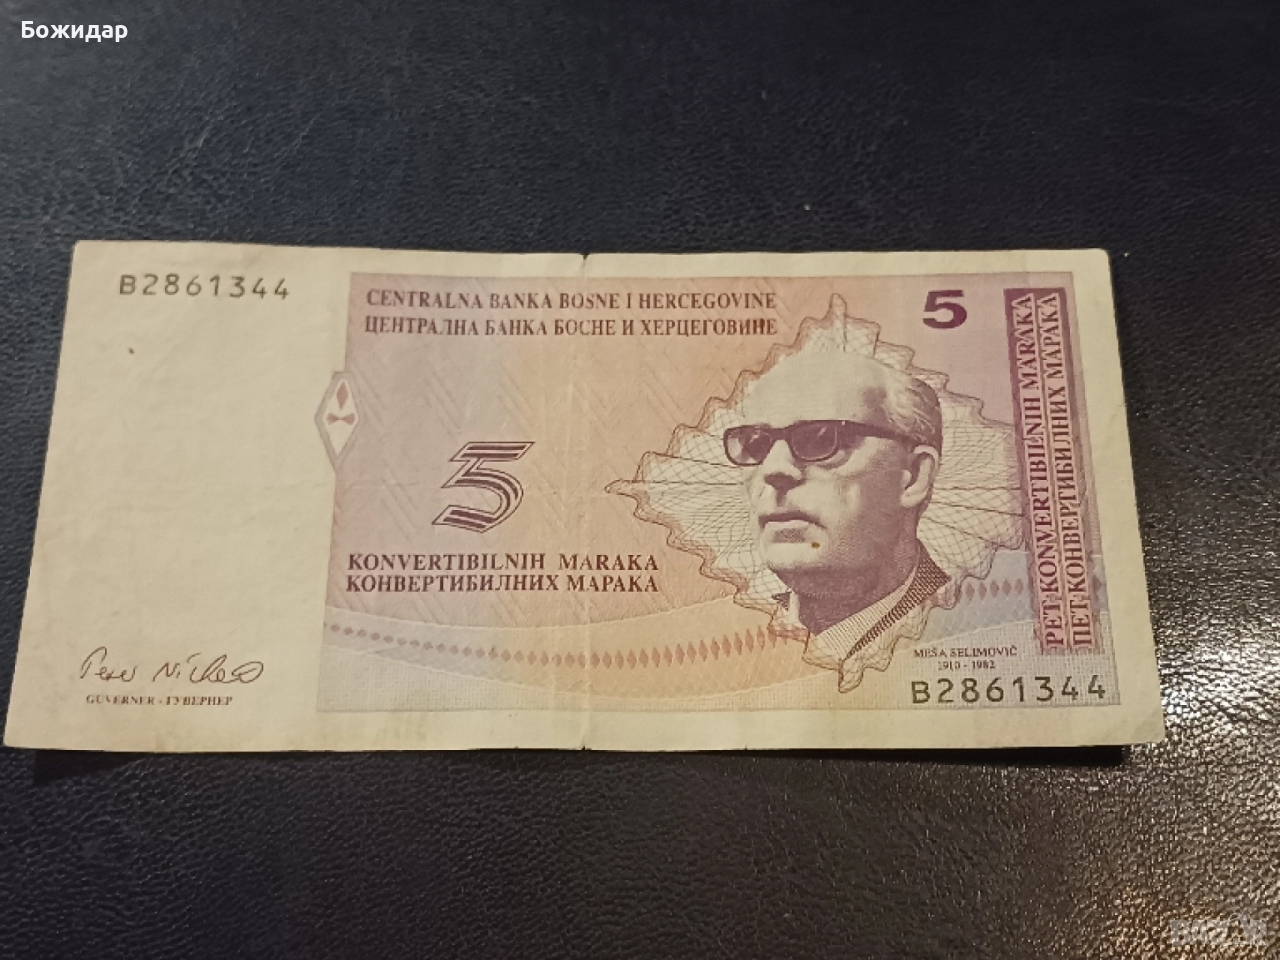 Божидар
B2861344
CENTRALNA BANKA BOSNE I HERCEGOVINE
ЦЕНТРАЛНА БАНКА БОСНЕ И ХЕРЦЕГОВИНЕ
5
PET KONVERTIBILNIH MARAKA
ПЕТ КОНВЕРТИБИЛНИХ МАРАКА
5
KONVERTIBILNIH MARAKA
КОНВЕРТИБИЛНИХ МАРАКА
MEŠA SELIMOVIĆ
1910 - 1982
GUVERNER - ГУВЕРНЕР
B2861344